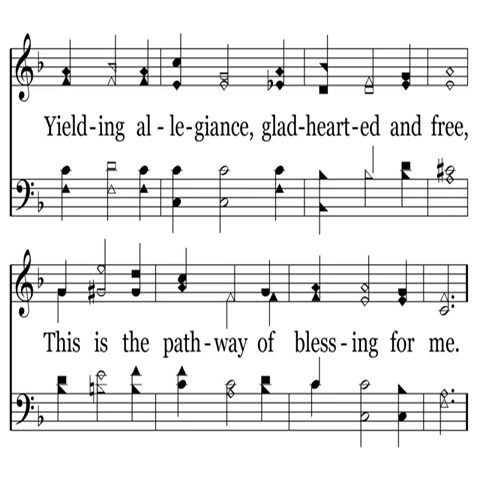 Yield-ing al-le-giance, glad-heart-ed and free,
This is the path-way of bless-ing for me.